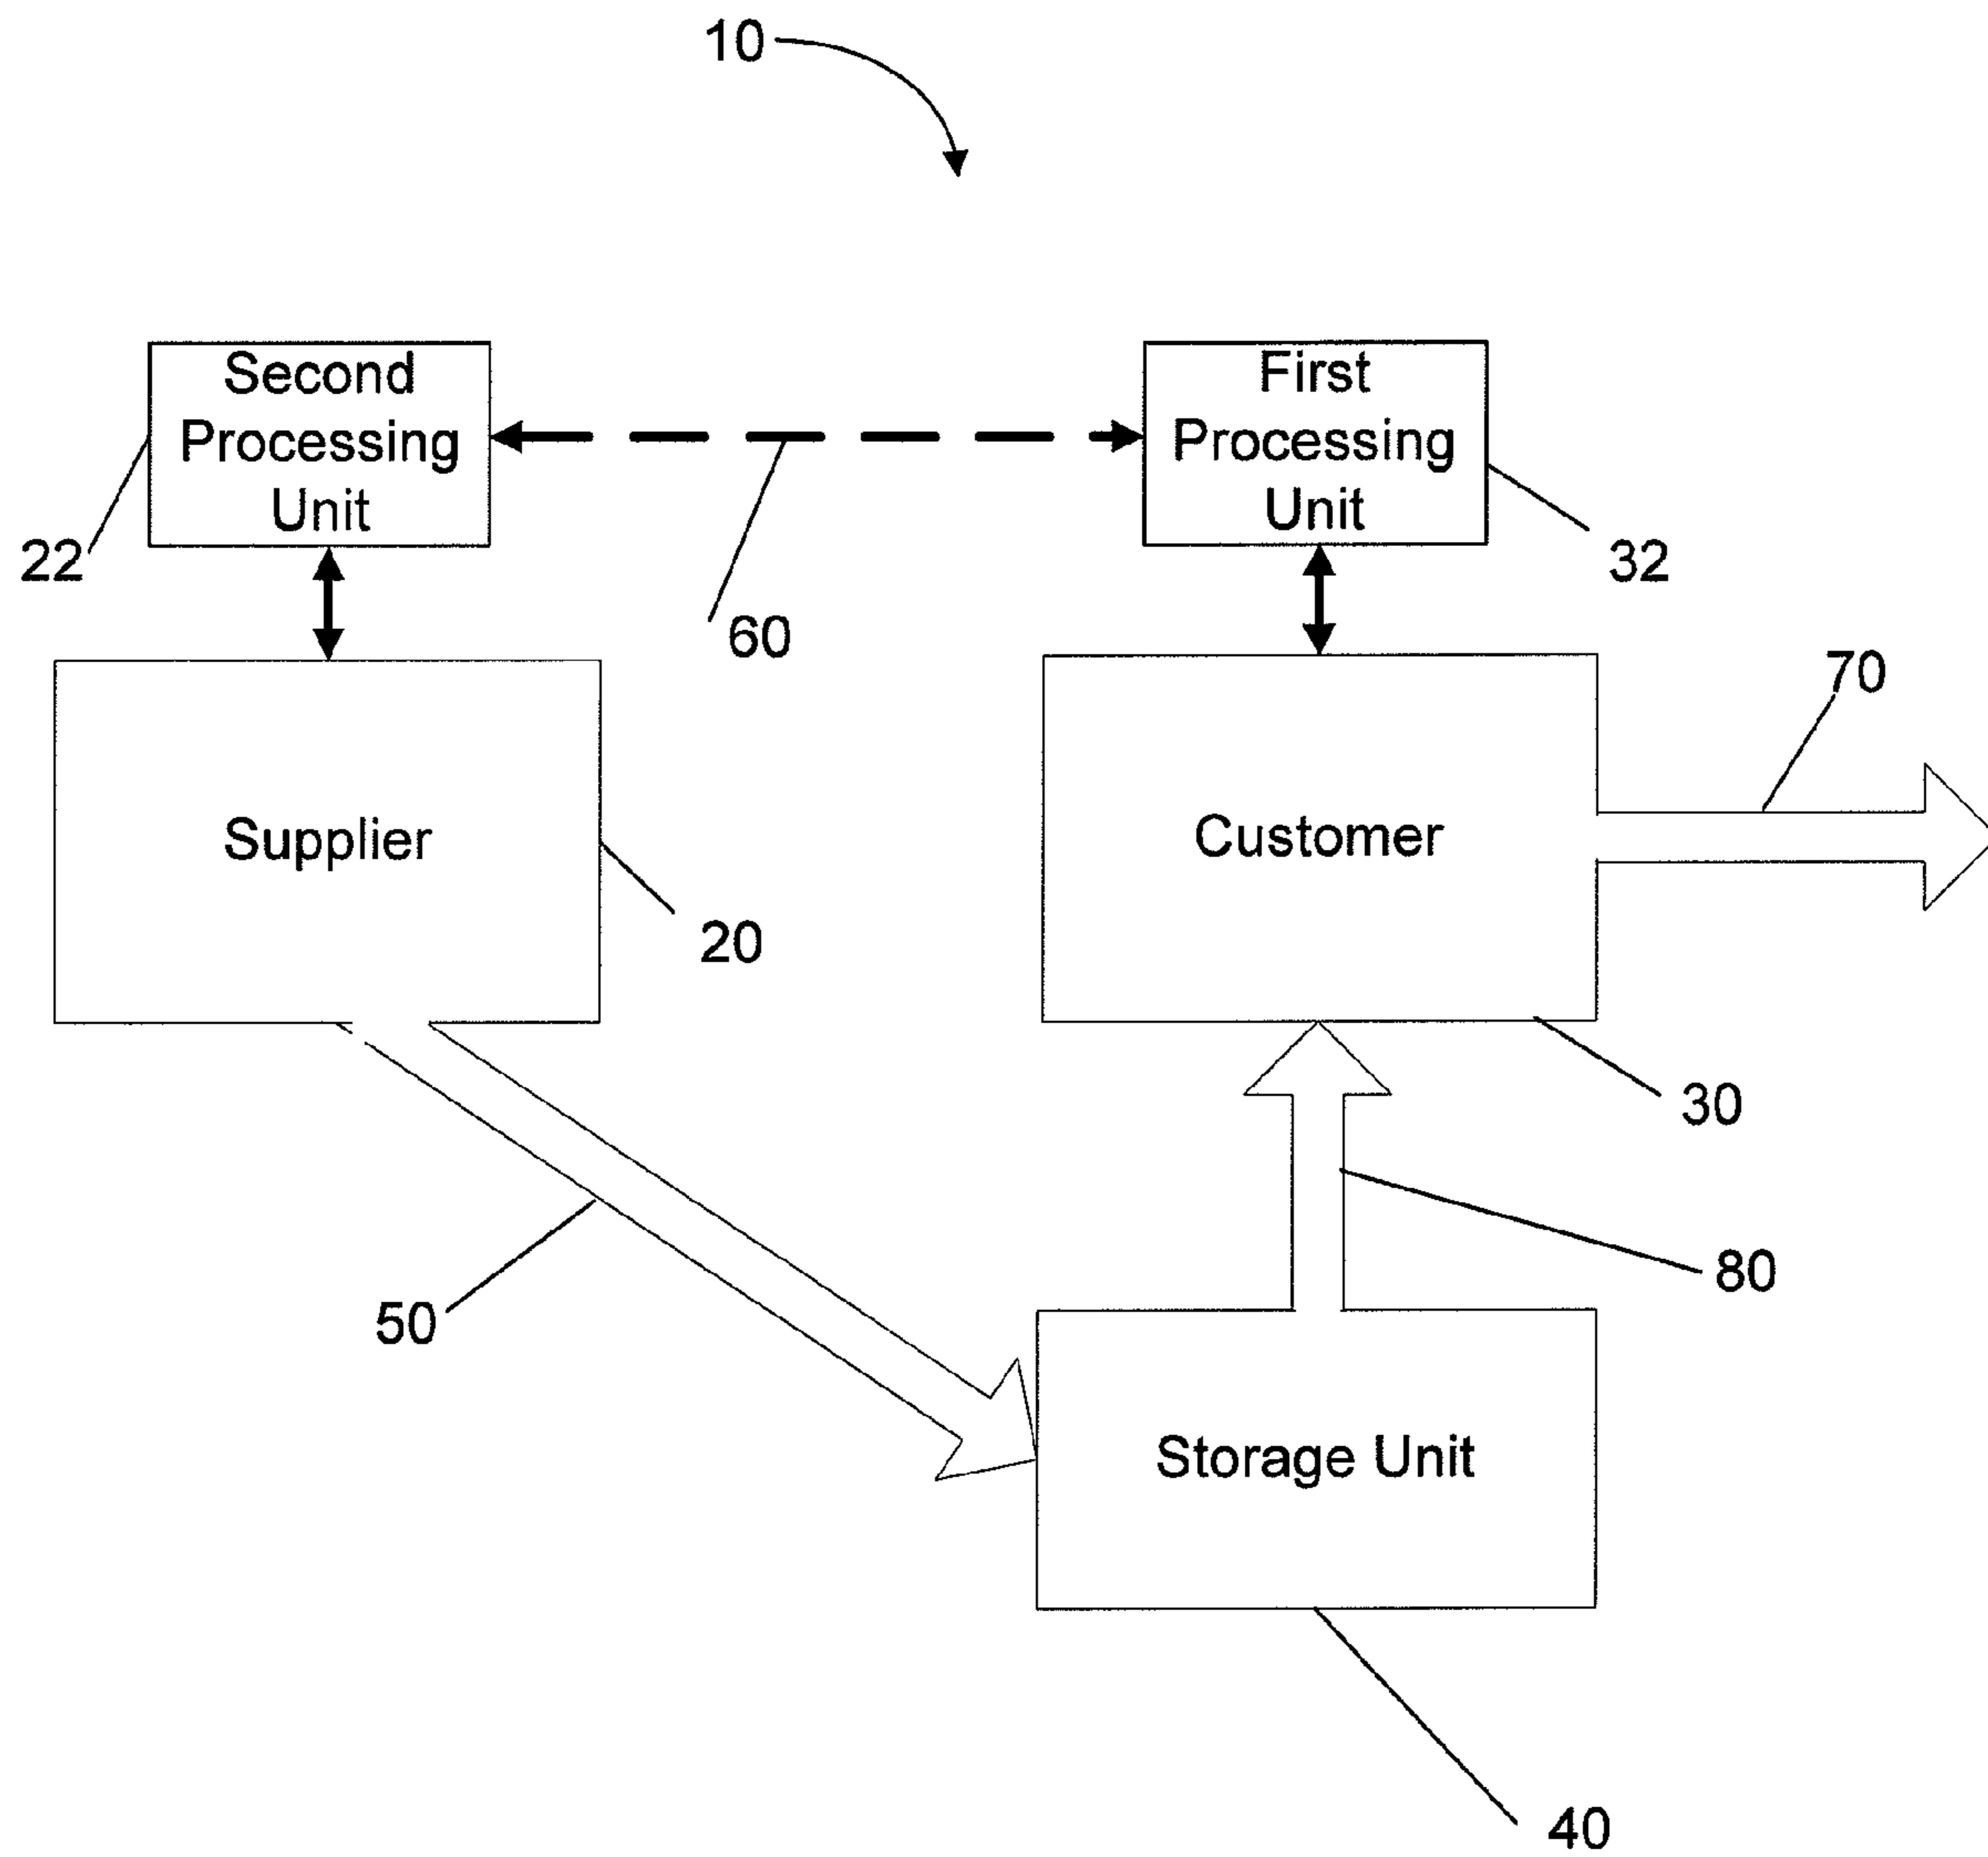 10
Second
Processing
Unit
First
Processing
Unit
22
32
60
70
Supplier
Customer
20
30
80
50
Storage Unit
40